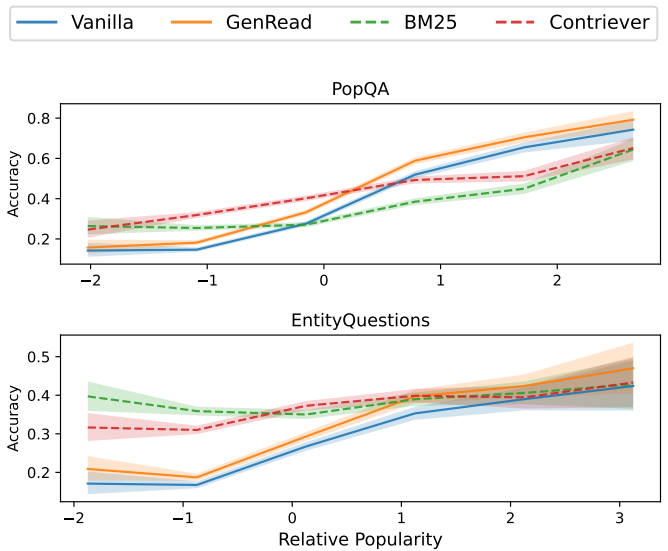 Vanilla GenRead BM25 Contriever
PopQA
Accuracy
0.8
0.6
0.4
0.2
−2 −1 0 1 2
EntityQuestions
Accuracy
0.5
0.4
0.3
0.2
−2 −1 0 1 2 3
Relative Popularity